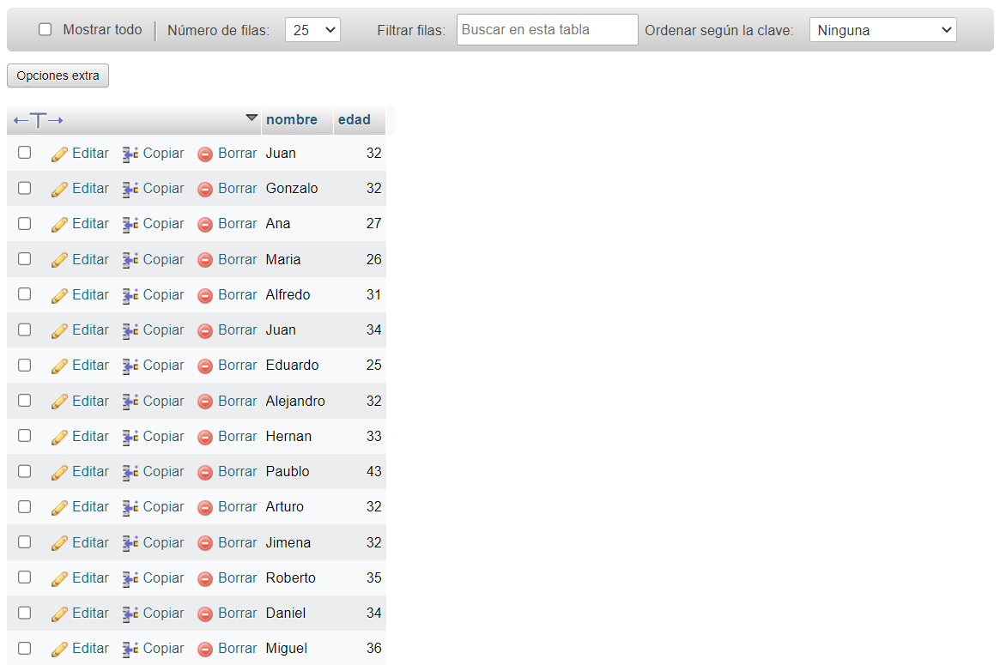 Mostrar todo Número de filas: 25 Filtrar filas: Buscar en esta tabla Ordenar según la clave: Ninguna
Opciones extra
←T→ nombre edad
Editar Copiar Borrar Juan 32
Editar Copiar Borrar Gonzalo 32
Editar Copiar Borrar Ana 27
Editar Copiar Borrar Maria 26
Editar Copiar Borrar Alfredo 31
Editar Copiar Borrar Juan 34
Editar Copiar Borrar Eduardo 25
Editar Copiar Borrar Alejandro 32
Editar Copiar Borrar Hernan 33
Editar Copiar Borrar Paublo 43
Editar Copiar Borrar Arturo 32
Editar Copiar Borrar Jimena 32
Editar Copiar Borrar Roberto 35
Editar Copiar Borrar Daniel 34
Editar Copiar Borrar Miguel 36